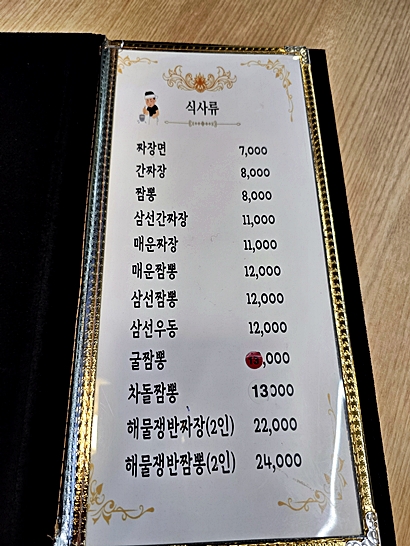 식사류
짜장면 7,000
간짜장 8,000
짬뽕 8,000
삼선간짜장 11,000
매운짜장 11,000
매운짬뽕 12,000
삼선짬뽕 12,000
삼선우동 12,000
굴짬뽕 ,000
차돌짬뽕 13000
해물쟁반짜장(2인) 22,000
해물쟁반짬뽕(2인) 24,000